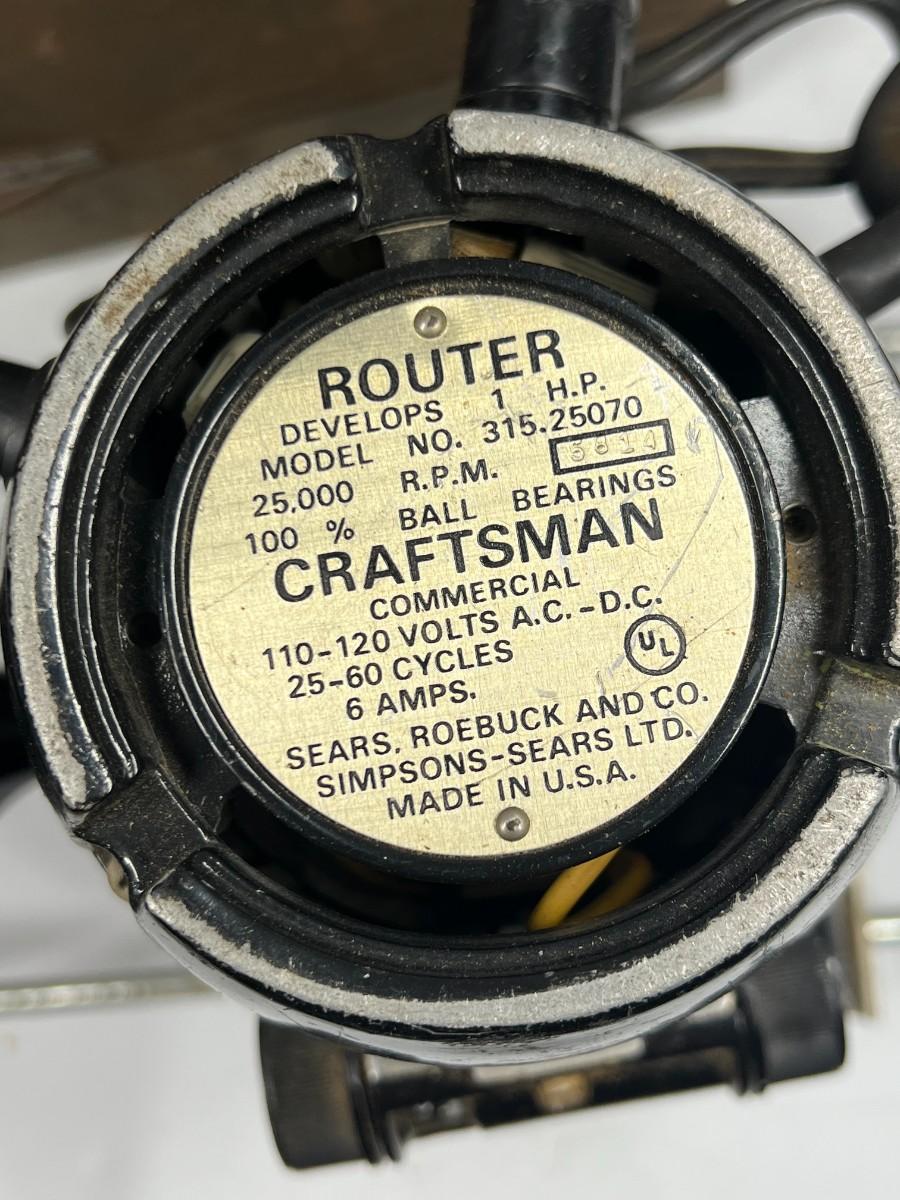 ROUTER
DEVELOPS 1 H.P.
MODEL NO. 315.25070
25,000 R.P.M.
100 % BALL BEARINGS
CRAFTSMAN
COMMERCIAL
110-120 VOLTS A.C.-D.C.
25-60 CYCLES
6 AMPS.
UL
SEARS, ROEBUCK AND CO.
SIMPSONS-SEARS LTD.
MADE IN U.S.A.